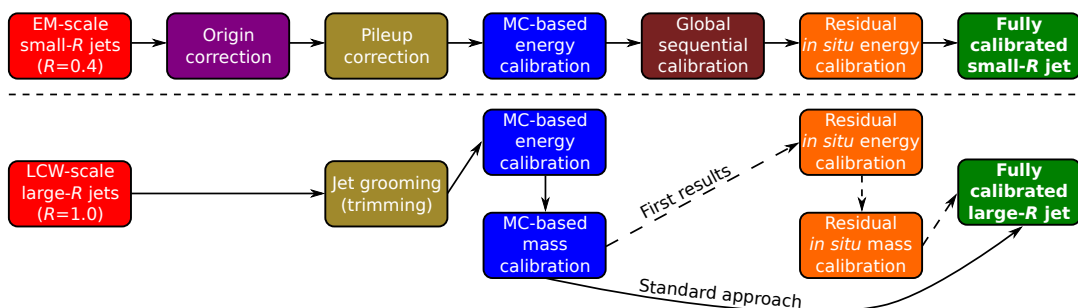 EM-scale
small-R jets
(R=0.4)
Origin
correction
Pileup
correction
MC-based
energy
calibration
Global
sequential
calibration
Residual
in situ energy
calibration
Fully
calibrated
small-R jet
LCW-scale
large-R jets
(R=1.0)
Jet grooming
(trimming)
MC-based
energy
calibration
MC-based
mass
calibration
First results
Residual
in situ energy
calibration
Residual
in situ mass
calibration
Standard approach
Fully
calibrated
large-R jet